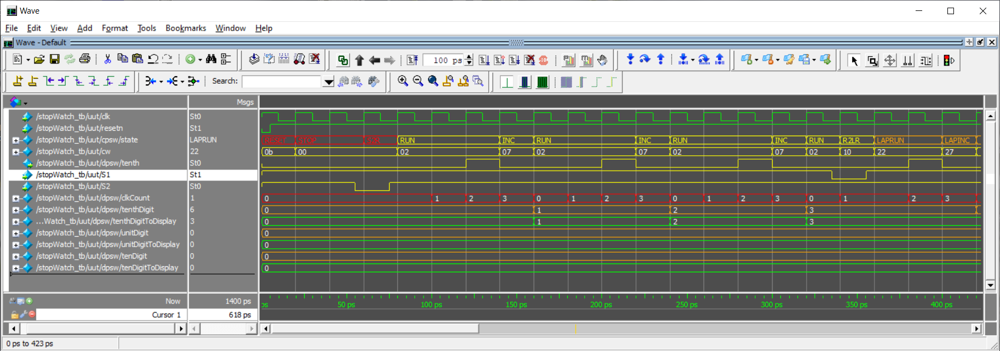 Wave
File Edit View Add Format Tools Bookmarks Window Help
Wave - Default
100 ps
Search:
Msgs
/stopWatch_tb/uut/clk St0
/stopWatch_tb/uut/resetn St1
/stopWatch_tb/uut/cpsw/state LAPRUN RESET STOP S2R RUN INC RUN INC RUN INC RUN R2LR LAPRUN LAPINC
/stopWatch_tb/uut/cw 22 0b 00 02 07 02 07 02 07 02 10 22 27
/stopWatch_tb/uut/dpsw/tenth St0
/stopWatch_tb/uut/S1 St1
/stopWatch_tb/uut/S2 St0
/stopWatch_tb/uut/dpsw/clkCount 1 0 1 2 3 0 1 2 3 0 1 2 3 0 1 2 3
/stopWatch_tb/uut/dpsw/tenthDigit 6 0 1 2 3
...Watch_tb/uut/dpsw/tenthDigitToDisplay 3 0 1 2 3
/stopWatch_tb/uut/dpsw/unitDigit 0 0
/stopWatch_tb/uut/dpsw/unitDigitToDisplay 0 0
/stopWatch_tb/uut/dpsw/tenDigit 0 0
/stopWatch_tb/uut/dpsw/tenDigitToDisplay 0 0
Now 1400 ps ps 50 ps 100 ps 150 ps 200 ps 250 ps 300 ps 350 ps 400 ps
Cursor 1 618 ps
0 ps to 423 ps